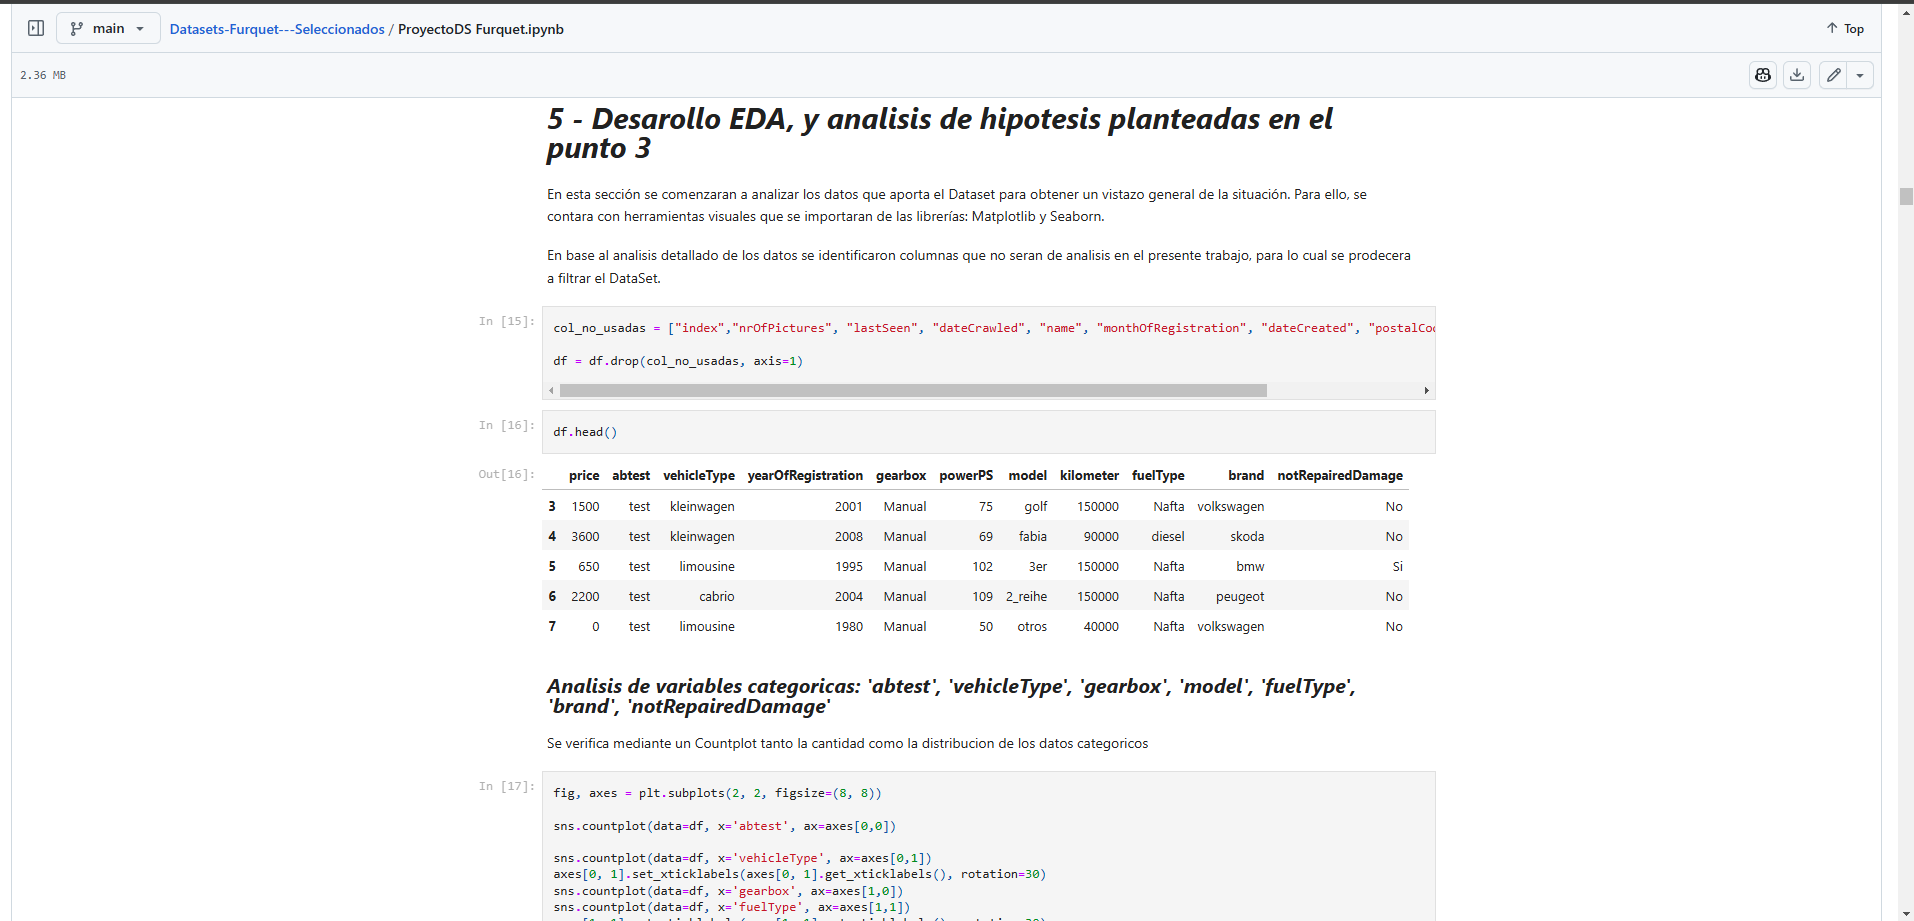 main
Datasets-Furquet---Seleccionados / ProyectoDS Furquet.ipynb
Top
2.36 MB
5 - Desarollo EDA, y analisis de hipotesis planteadas en el
punto 3
En esta sección se comenzaran a analizar los datos que aporta el Dataset para obtener un vistazo general de la situación. Para ello, se
contara con herramientas visuales que se importaran de las librerías: Matplotlib y Seaborn.
En base al analisis detallado de los datos se identificaron columnas que no seran de analisis en el presente trabajo, para lo cual se prodecera
a filtrar el DataSet.
In [15]:
col_no_usadas = ["index","nrOfPictures", "lastSeen", "dateCrawled", "name", "monthOfRegistration", "dateCreated", "postalCo
df = df.drop(col_no_usadas, axis=1)
In [16]:
df.head()
Out[16]:
price abtest vehicleType yearOfRegistration gearbox powerPS model kilometer fuelType brand notRepairedDamage
3 1500 test kleinwagen 2001 Manual 75 golf 150000 Nafta volkswagen No
4 3600 test kleinwagen 2008 Manual 69 fabia 90000 diesel skoda No
5 650 test limousine 1995 Manual 102 3er 150000 Nafta bmw Si
6 2200 test cabrio 2004 Manual 109 2_reihe 150000 Nafta peugeot No
7 0 test limousine 1980 Manual 50 otros 40000 Nafta volkswagen No
Analisis de variables categoricas: 'abtest', 'vehicleType', 'gearbox', 'model', 'fuelType',
'brand', 'notRepairedDamage'
Se verifica mediante un Countplot tanto la cantidad como la distribucion de los datos categoricos
In [17]:
fig, axes = plt.subplots(2, 2, figsize=(8, 8))
sns.countplot(data=df, x='abtest', ax=axes[0,0])
sns.countplot(data=df, x='vehicleType', ax=axes[0,1])
axes[0, 1].set_xticklabels(axes[0, 1].get_xticklabels(), rotation=30)
sns.countplot(data=df, x='gearbox', ax=axes[1,0])
sns.countplot(data=df, x='fuelType', ax=axes[1,1])